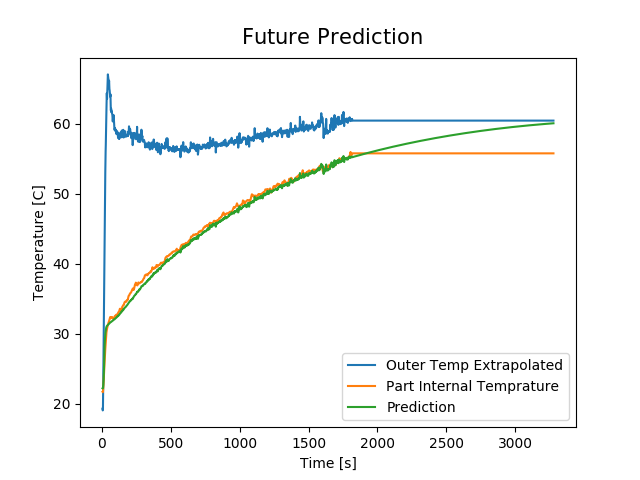 Future Prediction
Temperature [C]
60
50
40
30
20
Outer Temp Extrapolated
Part Internal Temprature
Prediction
0 500 1000 1500 2000 2500 3000
Time [s]